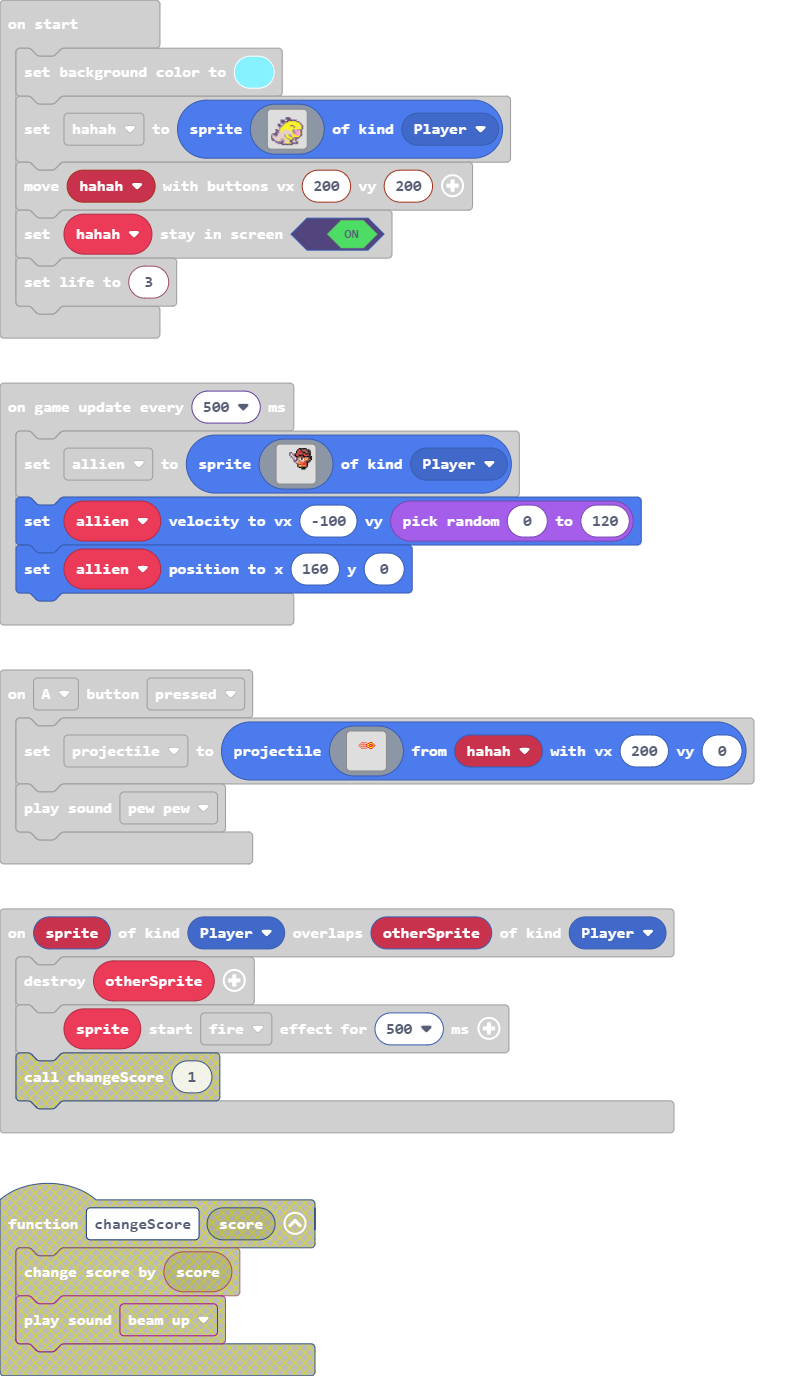 on start
set background color to
set hahah to sprite of kind Player
move hahah with buttons vx 200 vy 200
set hahah stay in screen ON
set life to 3
on game update every 500 ms
set allien to sprite of kind Player
set allien velocity to vx -100 vy pick random 0 to 120
set allien position to x 160 y 0
on A button pressed
set projectile to projectile from hahah with vx 200 vy 0
play sound pew pew
on sprite of kind Player overlaps otherSprite of kind Player
destroy otherSprite
sprite start fire effect for 500 ms
call changeScore 1
function changeScore score
change score by score
play sound beam up